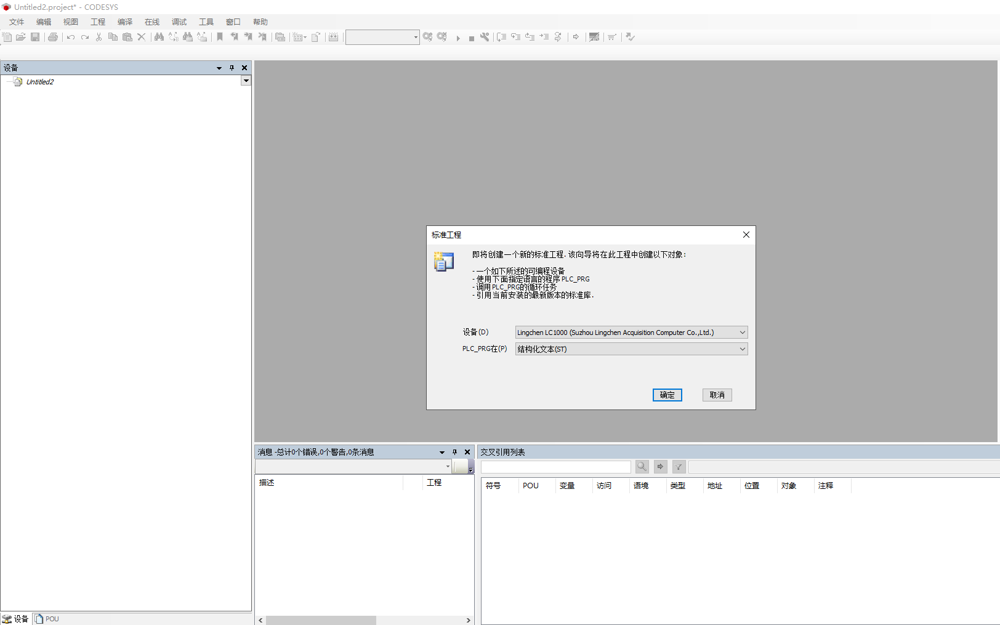 Untitled2.project* - CODESYS
文件 编辑 视图 工程 编译 在线 调试 工具 窗口 帮助
设备
Untitled2
标准工程
即将创建一个新的标准工程. 该向导将在此工程中创建以下对象:
- 一个如下所述的可编程设备
- 使用下面指定语言的程序 PLC_PRG
- 调用 PLC_PRG的循环任务
- 引用当前安装的最新版本的标准库.
设备(D) Lingchen LC1000 (Suzhou Lingchen Acquisition Computer Co.,Ltd.)
PLC_PRG在(P) 结构化文本(ST)
确定 取消
消息 -总计0个错误,0个警告,0条消息
描述 工程
交叉引用列表
符号 POU 变量 访问 语境 类型 地址 位置 对象 注释
设备 POU